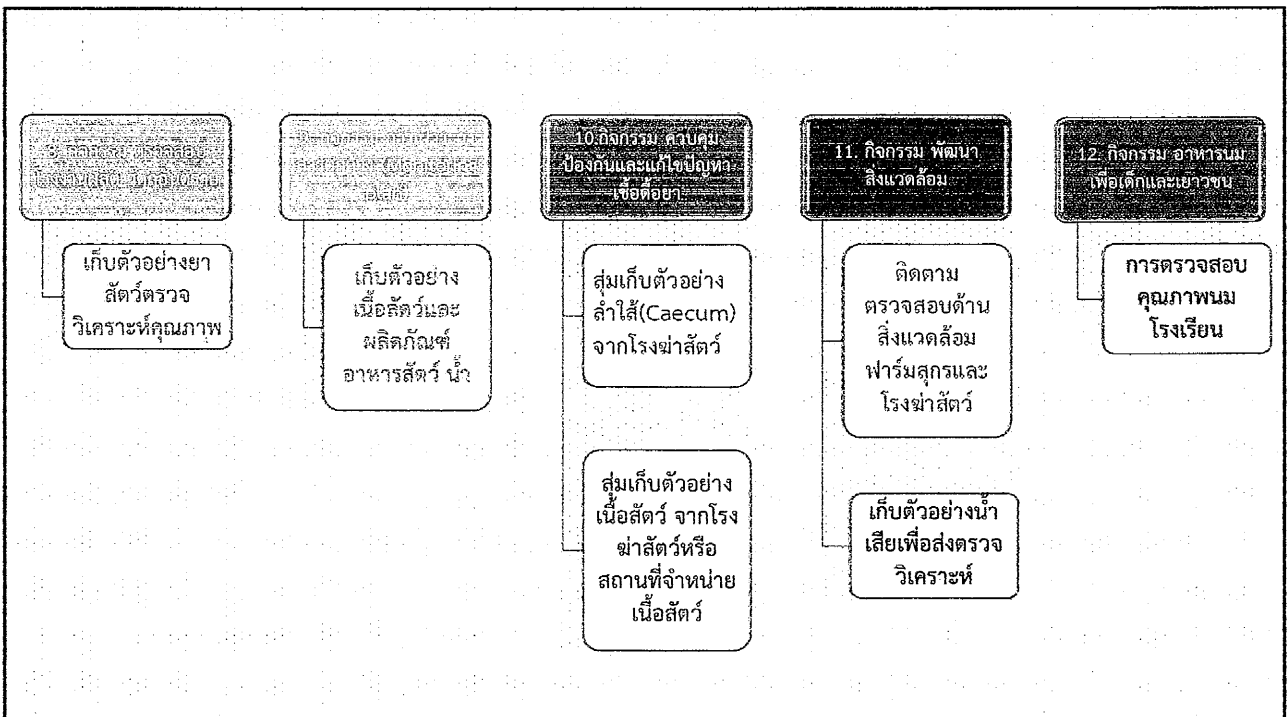 เก็บตัวอย่างยา
สัตว์ตรวจ
วิเคราะห์คุณภาพ
เก็บตัวอย่าง
เนื้อสัตว์และ
ผลิตภัณฑ์
อาหารสัตว์ น้ำ
10.กิจกรรม ควบคุม
ป้องกันและแก้ไขปัญหา
เชื้อดื้อยา
สุ่มเก็บตัวอย่าง
ลำไส้(Caecum)
จากโรงฆ่าสัตว์
สุ่มเก็บตัวอย่าง
เนื้อสัตว์ จากโรง
ฆ่าสัตว์หรือ
สถานที่จำหน่าย
เนื้อสัตว์
11. กิจกรรม พัฒนา
สิ่งแวดล้อม
ติดตาม
ตรวจสอบด้าน
สิ่งแวดล้อม
ฟาร์มสุกรและ
โรงฆ่าสัตว์
เก็บตัวอย่างน้ำ
เสียเพื่อส่งตรวจ
วิเคราะห์
12. กิจกรรม อาหารนม
เพื่อเด็กและเยาวชน
การตรวจสอบ
คุณภาพนม
โรงเรียน